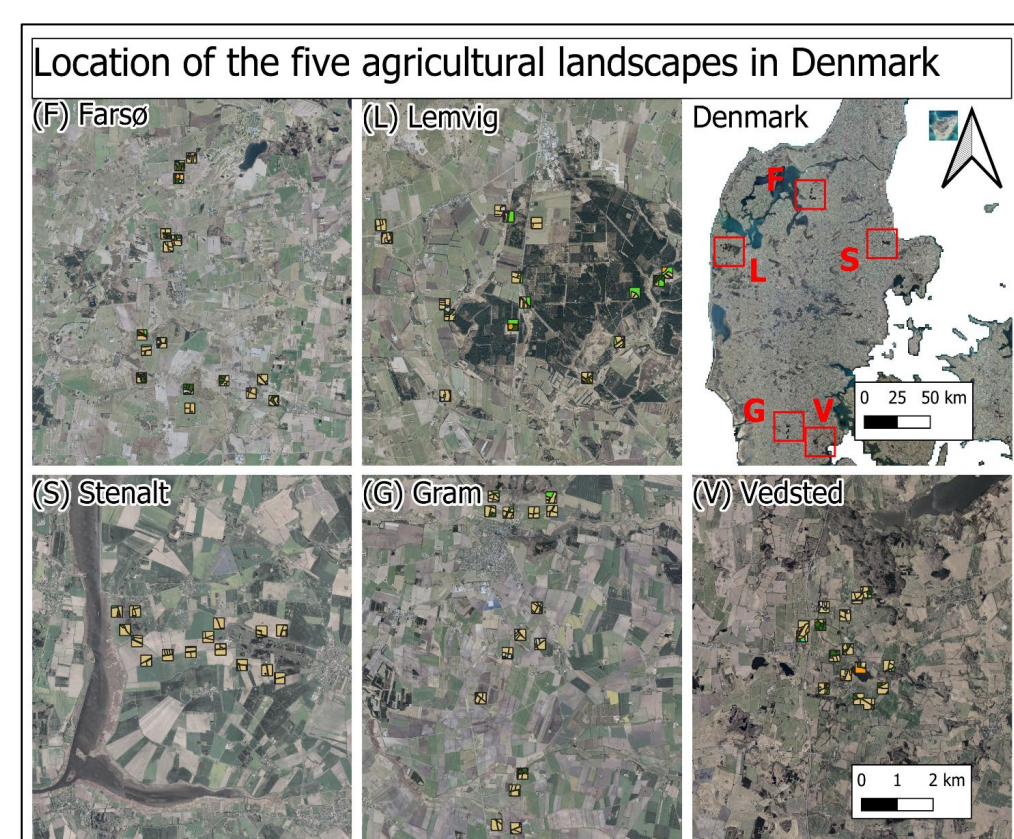 Location of the five agricultural landscapes in Denmark
(F) Farsø
(L) Lemvig
Denmark
F
L
S
G
V
0 25 50 km
(S) Stenalt
(G) Gram
(V) Vedsted
0 1 2 km